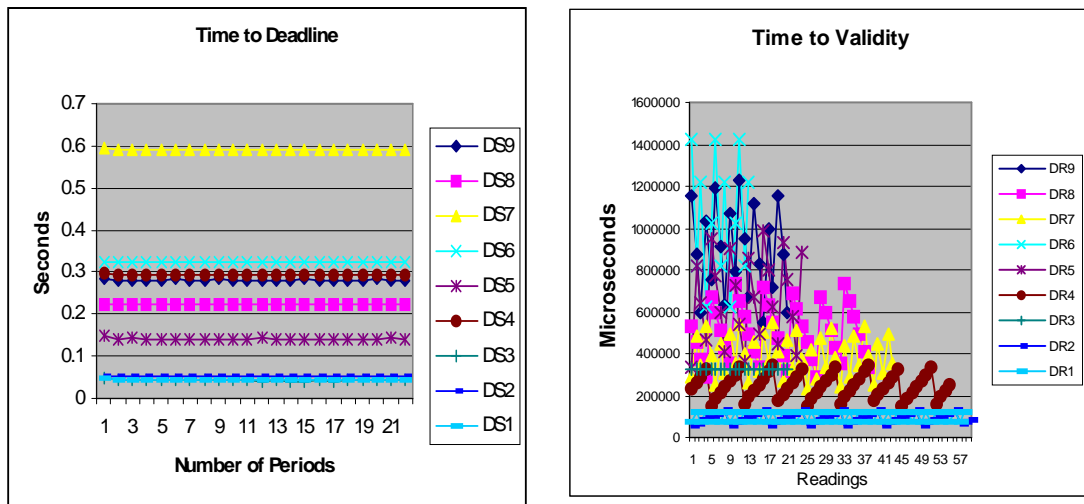 Time to Deadline
0.7
0.6
0.5
0.4
0.3
0.2
0.1
0
Seconds
1 3 5 7 9 11 13 15 17 19 21
Number of Periods
DS9
DS8
DS7
DS6
DS5
DS4
DS3
DS2
DS1
Time to Validity
1600000
1400000
1200000
1000000
800000
600000
400000
200000
0
Microseconds
1 5 9 13 17 21 25 29 33 37 41 45 49 53 57
Readings
DR9
DR8
DR7
DR6
DR5
DR4
DR3
DR2
DR1